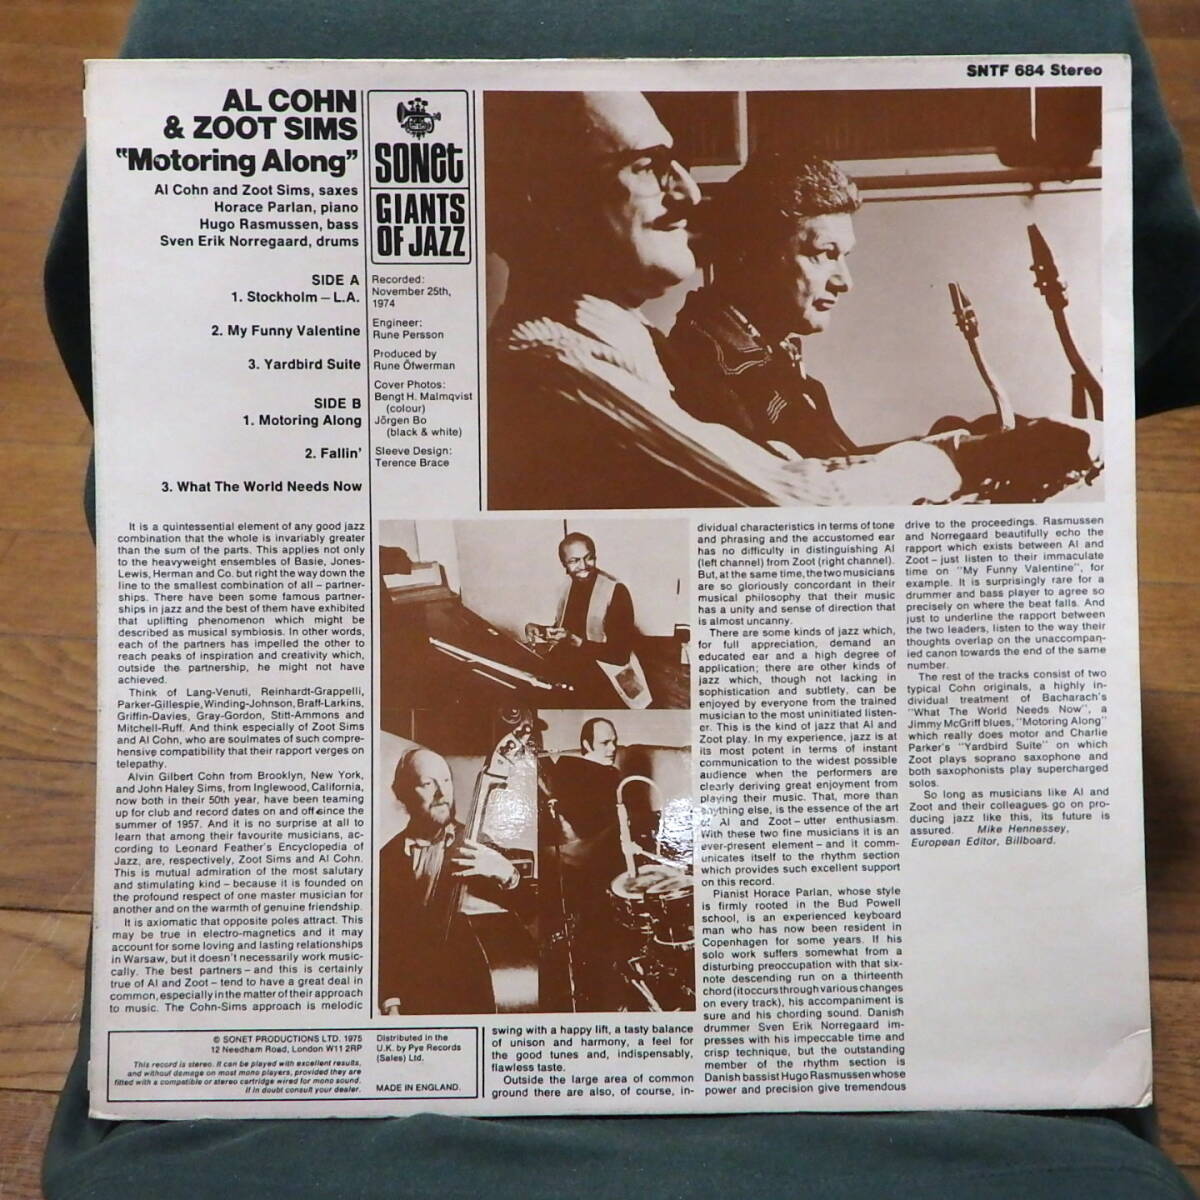 SNTF 684 Stereo
AL COHN
& ZOOT SIMS
"Motoring Along"
Al Cohn and Zoot Sims, saxes
Horace Parlan, piano
Hugo Rasmussen, bass
Sven Erik Norregaard, drums
SIDE A
1. Stockholm – L.A.
2. My Funny Valentine
3. Yardbird Suite
SIDE B
1. Motoring Along
2. Fallin'
3. What The World Needs Now
SONET
GIANTS
OF JAZZ
Recorded:
November 25th,
1974
Engineer:
Rune Persson
Produced by
Rune Öfwerman
Cover Photos:
Bengt H. Malmqvist
(colour)
Jörgen Bo
(black & white)
Sleeve Design:
Terence Brace
It is a quintessential element of any good jazz
combination that the whole is invariably greater
than the sum of the parts. This applies not only
to the heavyweight ensembles of Basie, Jones-
Lewis, Herman and Co. but right the way down the
line to the smallest combination of all – partner-
ships. There have been some famous partner-
ships in jazz and the best of them have exhibited
that uplifting phenomenon which might be
described as musical symbiosis. In other words,
each of the partners has impelled the other to
reach peaks of inspiration and creativity which,
outside the partnership, he might not have
achieved.
Think of Lang-Venuti, Reinhardt-Grappelli,
Parker-Gillespie, Winding-Johnson, Braff-Larkins,
Griffin-Davies, Gray-Gordon, Stitt-Ammons and
Mitchell-Ruff. And think especially of Zoot Sims
and Al Cohn, who are soulmates of such compre-
hensive compatibility that their rapport verges on
telepathy.
Alvin Gilbert Cohn from Brooklyn, New York,
and John Haley Sims, from Inglewood, California,
now both in their 50th year, have been teaming
up for club and record dates on and off since the
summer of 1957. And it is no surprise at all to
learn that among their favourite musicians, ac-
cording to Leonard Feather's Encyclopedia of
Jazz, are, respectively, Zoot Sims and Al Cohn.
This is mutual admiration of the most salutary
and stimulating kind – because it is founded on
the profound respect of one master musician for
another and on the warmth of genuine friendship.
It is axiomatic that opposite poles attract. This
may be true in electro-magnetics and it may
account for some loving and lasting relationships
in Warsaw, but it doesn't necessarily work music-
cally. The best partners – and this is certainly
true of Al and Zoot – tend to have a great deal in
common, especially in the matter of their approach
to music. The Cohn-Sims approach is melodic
swing with a happy lift, a tasty balance
of unison and harmony, a feel for
the good tunes and, indispensably,
flawless taste.
Outside the large area of common
ground there are also, of course, in-
dividual characteristics in terms of tone
and phrasing and the accustomed ear
has no difficulty in distinguishing Al
(left channel) from Zoot (right channel).
But, at the same time, the two musicians
are so gloriously concordant in their
musical philosophy that their music
has a unity and sense of direction that
is almost uncanny.
There are some kinds of jazz which,
for full appreciation, demand an
educated ear and a high degree of
application; there are other kinds of
jazz which, though not lacking in
sophistication and subtlety, can be
enjoyed by everyone from the trained
musician to the most uninitiated listen-
er. This is the kind of jazz that Al and
Zoot play. In my experience, jazz is at
its most potent in terms of instant
communication to the widest possible
audience when the performers are
clearly deriving great enjoyment from
playing their music. That, more than
anything else, is the essence of the art
of Al and Zoot – utter enthusiasm.
With these two fine musicians it is an
ever-present element – and it comm-
unicates itself to the rhythm section
which provides such excellent support
on this record.
Pianist Horace Parlan, whose style
is firmly rooted in the Bud Powell
school, is an experienced keyboard
man who has now been resident in
Copenhagen for some years. If his
solo work suffers somewhat from a
disturbing preoccupation with that six-
note descending run on a thirteenth
chord (it occurs through various changes
on every track), his accompaniment is
sure and his chording sound. Danish
drummer Sven Erik Norregaard im-
presses with his impeccable time and
crisp technique, but the outstanding
member of the rhythm section is
Danish bassist Hugo Rasmussen whose
power and precision give tremendous
drive to the proceedings. Rasmussen
and Norregaard beautifully echo the
rapport which exists between Al and
Zoot – just listen to their immaculate
time on "My Funny Valentine", for
example. It is surprisingly rare for a
drummer and bass player to agree so
precisely on where the beat falls. And
just to underline the rapport between
the two leaders, listen to the way their
thoughts overlap on the unaccompan-
ied canon towards the end of the same
number.
The rest of the tracks consist of two
typical Cohn originals, a highly in-
dividual treatment of Bacharach's
"What The World Needs Now", a
Jimmy McGriff blues, "Motoring Along"
which really does motor and Charlie
Parker's "Yardbird Suite" on which
Zoot plays soprano saxophone and
both saxophonists play supercharged
solos.
So long as musicians like Al and
Zoot and their colleagues go on pro-
ducing jazz like this, its future is
assured. Mike Hennessey,
European Editor, Billboard.
© SONET PRODUCTIONS LTD. 1975
12 Needham Road, London W11 2RP
This record is stereo. It can be played with excellent results,
and without damage on most mono players, provided they are
fitted with a compatible or stereo cartridge wired for mono sound.
If in doubt consult your dealer.
Distributed in the
U.K. by Pye Records
(Sales) Ltd.
MADE IN ENGLAND.